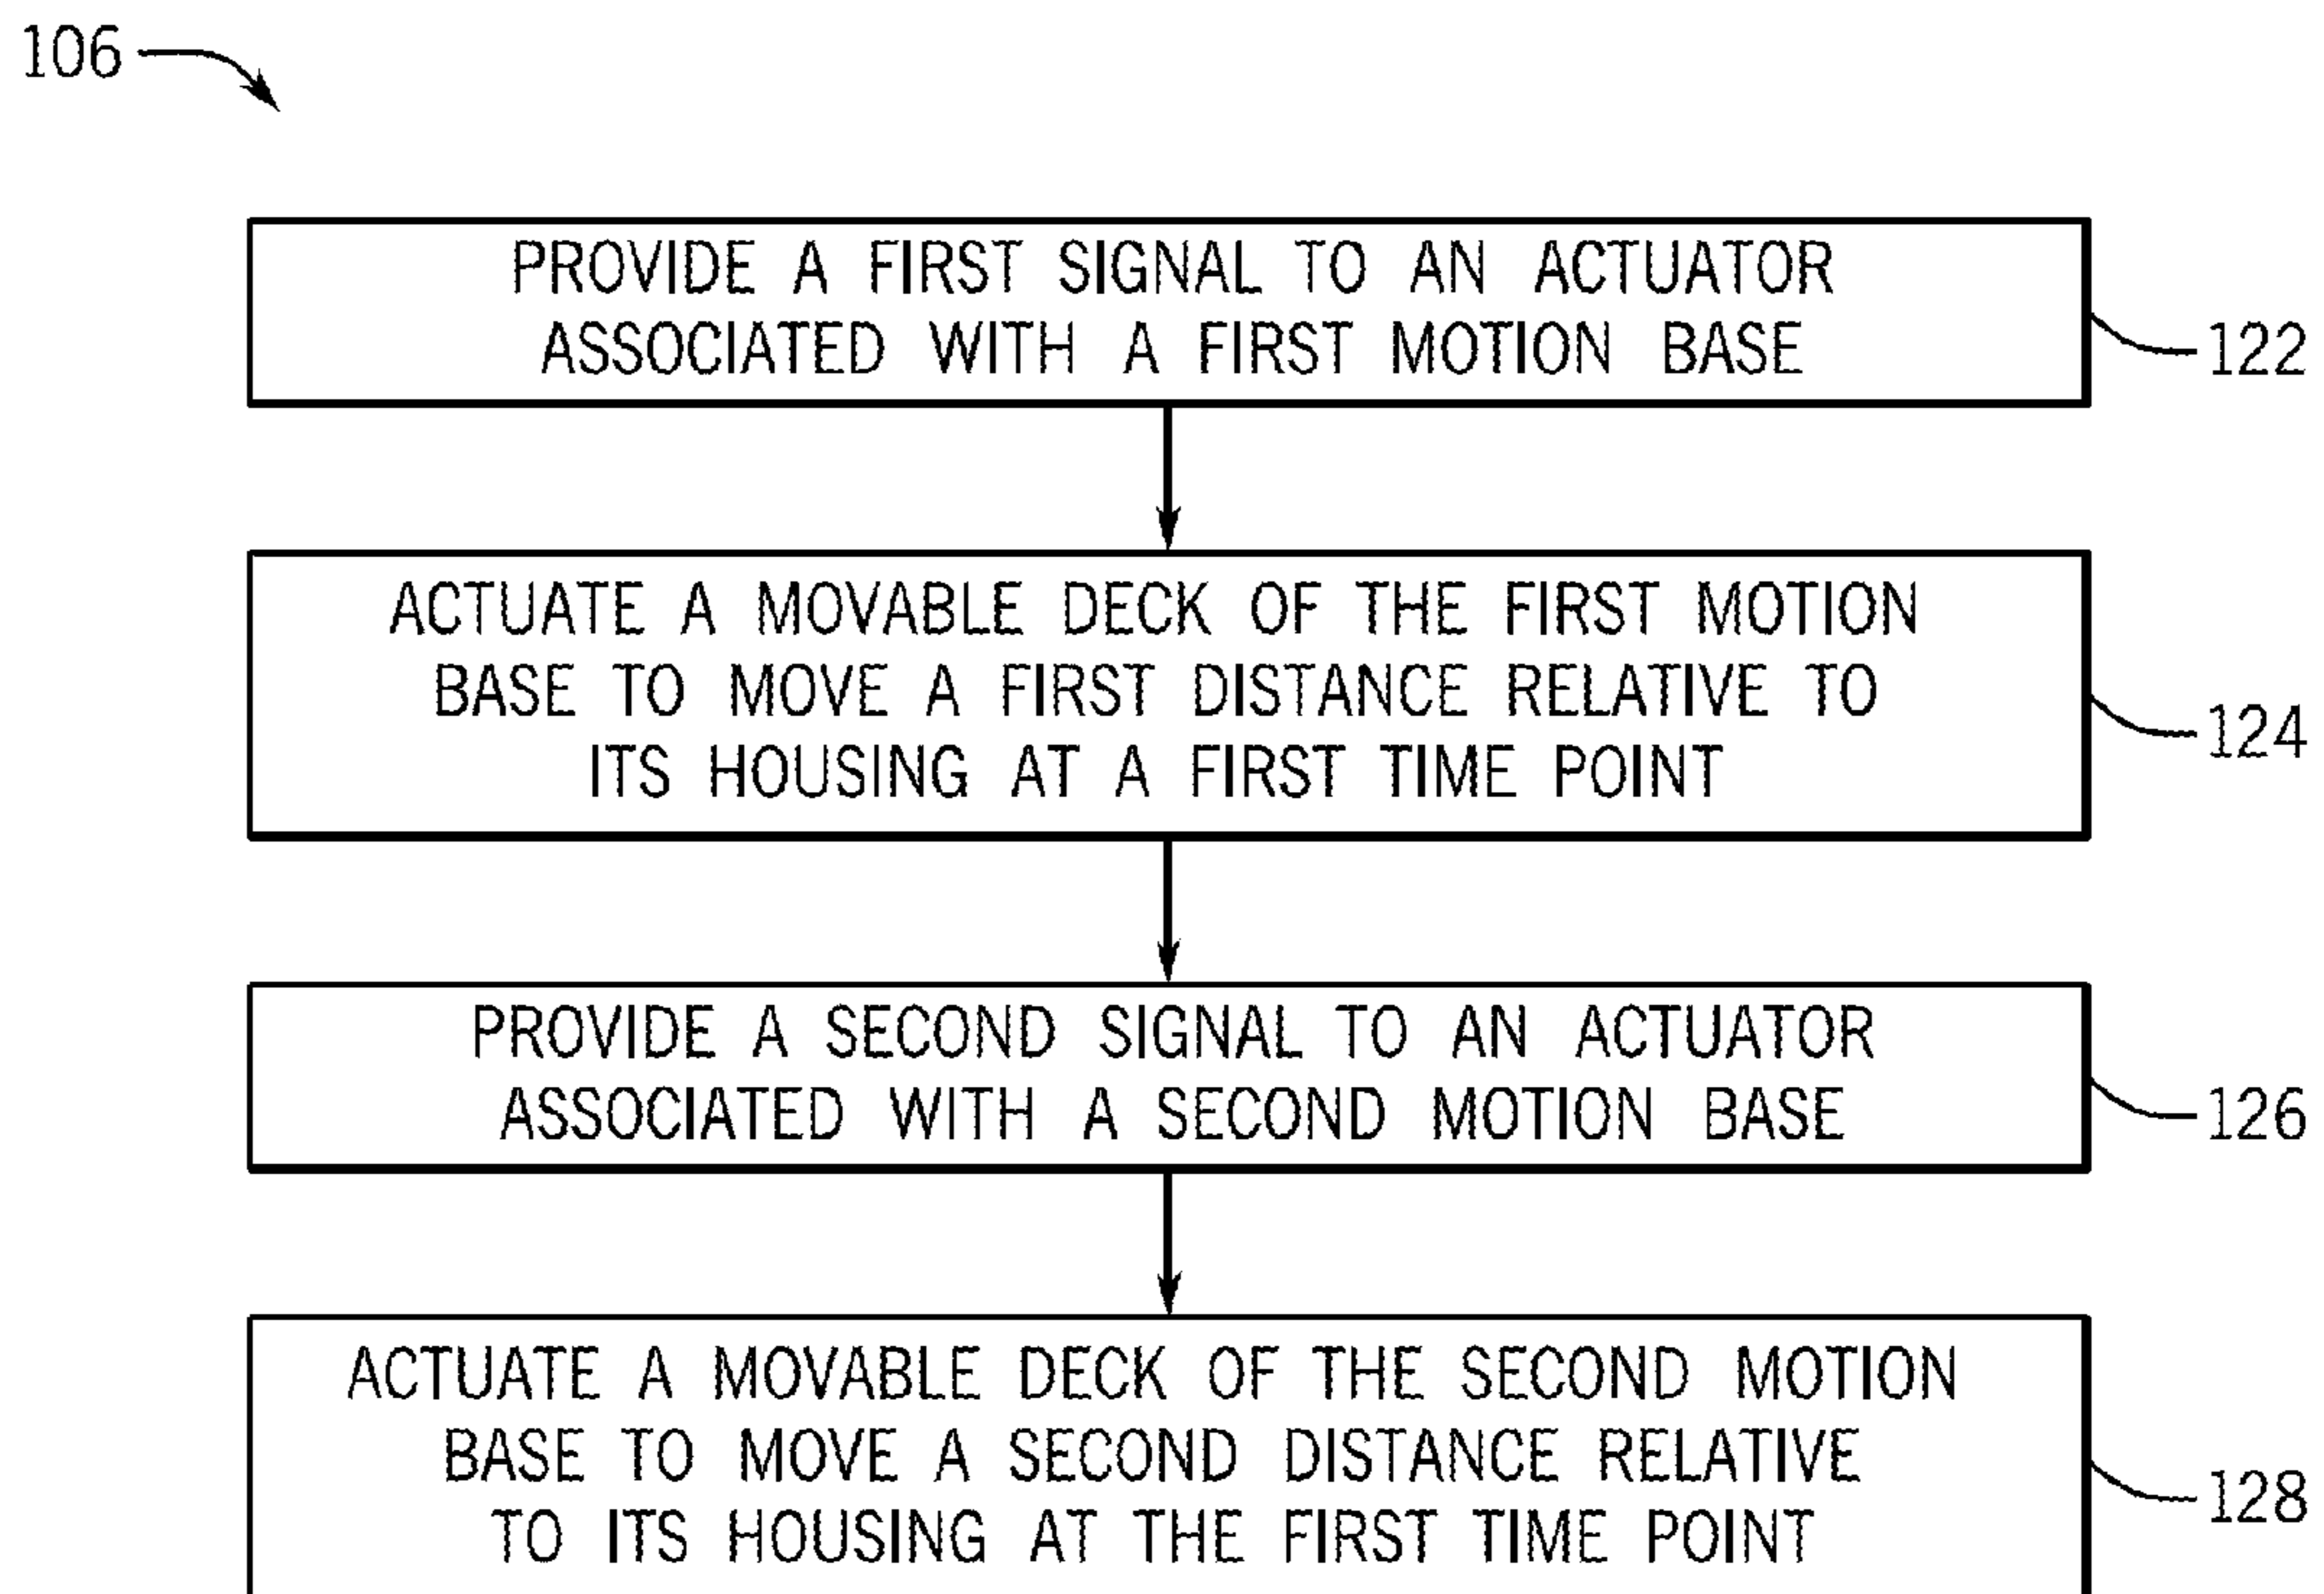 106
PROVIDE A FIRST SIGNAL TO AN ACTUATOR
ASSOCIATED WITH A FIRST MOTION BASE
122
ACTUATE A MOVABLE DECK OF THE FIRST MOTION
BASE TO MOVE A FIRST DISTANCE RELATIVE TO
ITS HOUSING AT A FIRST TIME POINT
124
PROVIDE A SECOND SIGNAL TO AN ACTUATOR
ASSOCIATED WITH A SECOND MOTION BASE
126
ACTUATE A MOVABLE DECK OF THE SECOND MOTION
BASE TO MOVE A SECOND DISTANCE RELATIVE
TO ITS HOUSING AT THE FIRST TIME POINT
128